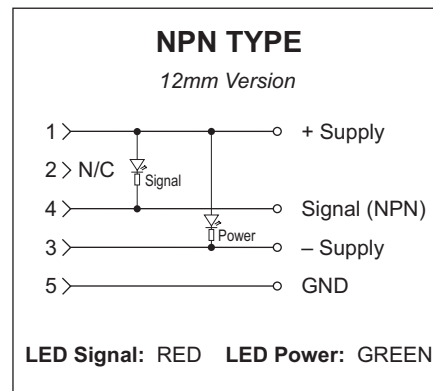 NPN TYPE
12mm Version
1 + Supply
2 N/C
Signal
4 Signal (NPN)
Power
3 – Supply
5 GND
LED Signal: RED LED Power: GREEN